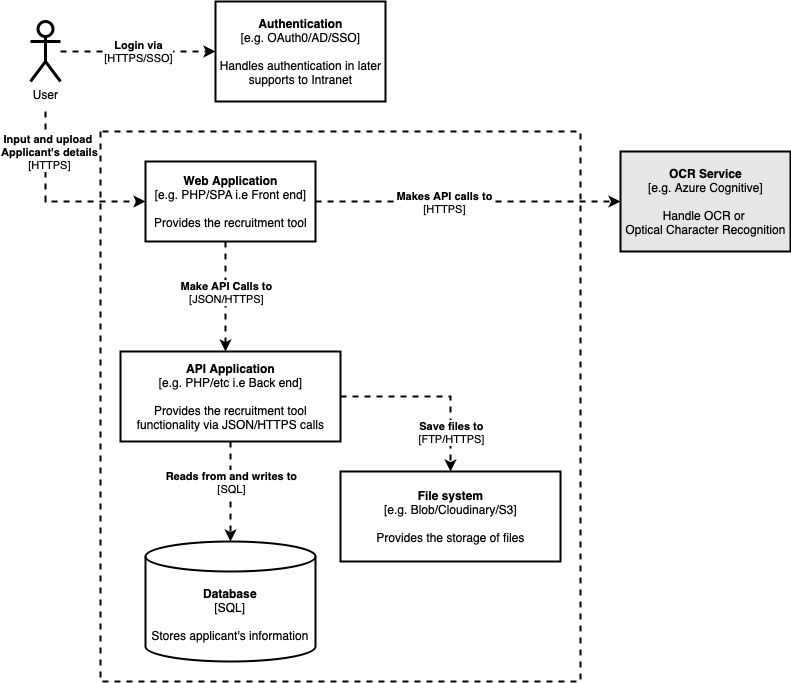 Authentication
[e.g. OAuth0/AD/SSO]
Handles authentication in later
supports to Intranet
Login via
[HTTPS/SSO]
User
Input and upload
Applicant's details
[HTTPS]
Web Application
[e.g. PHP/SPA i.e Front end]
Provides the recruitment tool
Makes API calls to
[HTTPS]
OCR Service
[e.g. Azure Cognitive]
Handle OCR or
Optical Character Recognition
Make API Calls to
[JSON/HTTPS]
API Application
[e.g. PHP/etc i.e Back end]
Provides the recruitment tool
functionality via JSON/HTTPS calls
Save files to
[FTP/HTTPS]
Reads from and writes to
[SQL]
File system
[e.g. Blob/Cloudinary/S3]
Provides the storage of files
Database
[SQL]
Stores applicant's information